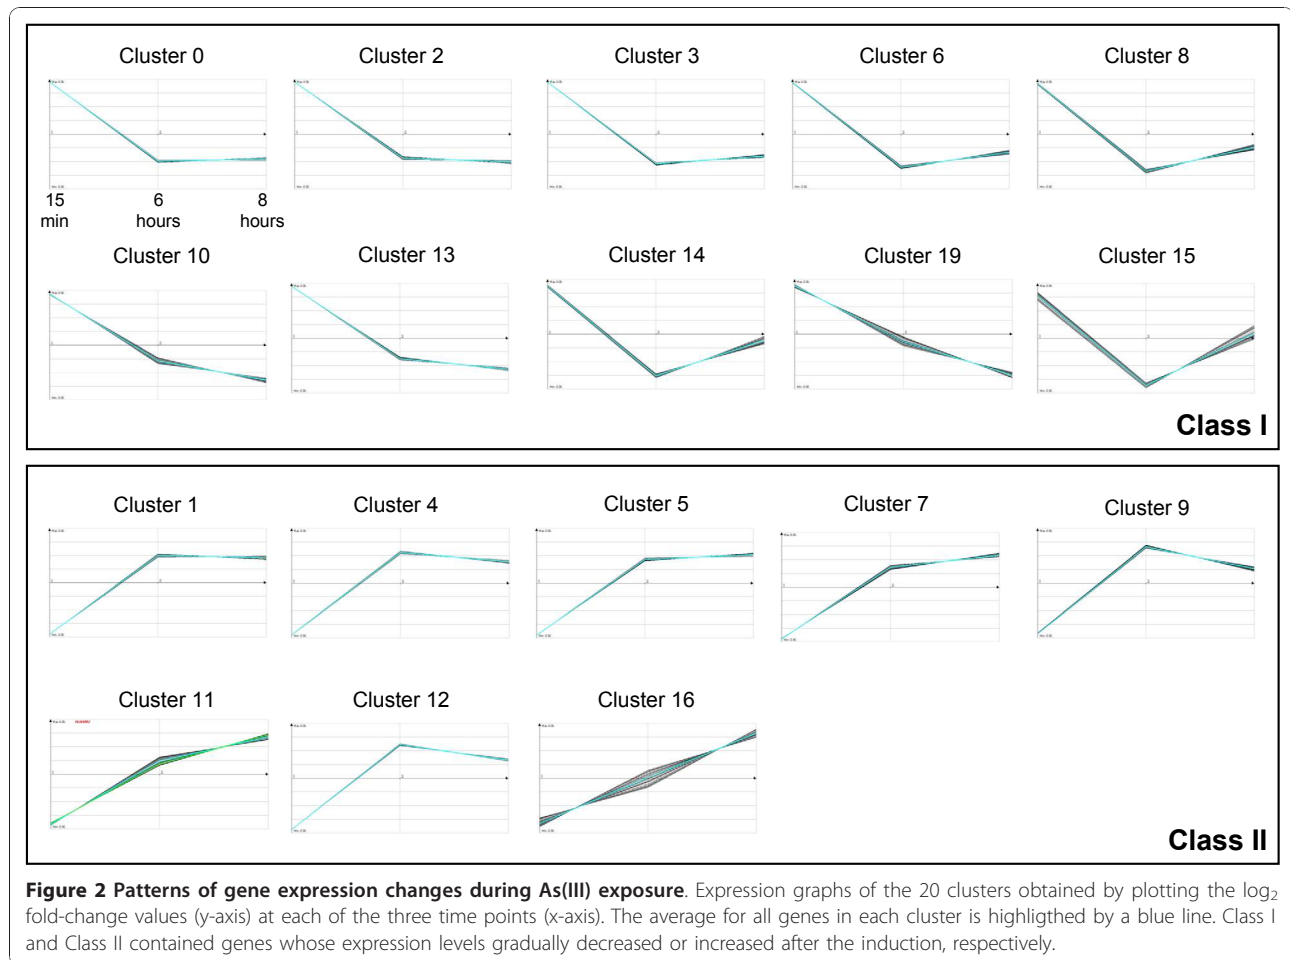 Cluster 0
Cluster 2
Cluster 3
Cluster 6
Cluster 8
15 min
6 hours
8 hours
Cluster 10
Cluster 13
Cluster 14
Cluster 19
Cluster 15
Class I
Cluster 1
Cluster 4
Cluster 5
Cluster 7
Cluster 9
Cluster 11
Cluster 12
Cluster 16
Class II
Figure 2 Patterns of gene expression changes during As(III) exposure. Expression graphs of the 20 clusters obtained by plotting the log2
fold-change values (y-axis) at each of the three time points (x-axis). The average for all genes in each cluster is highligthed by a blue line. Class I
and Class II contained genes whose expression levels gradually decreased or increased after the induction, respectively.